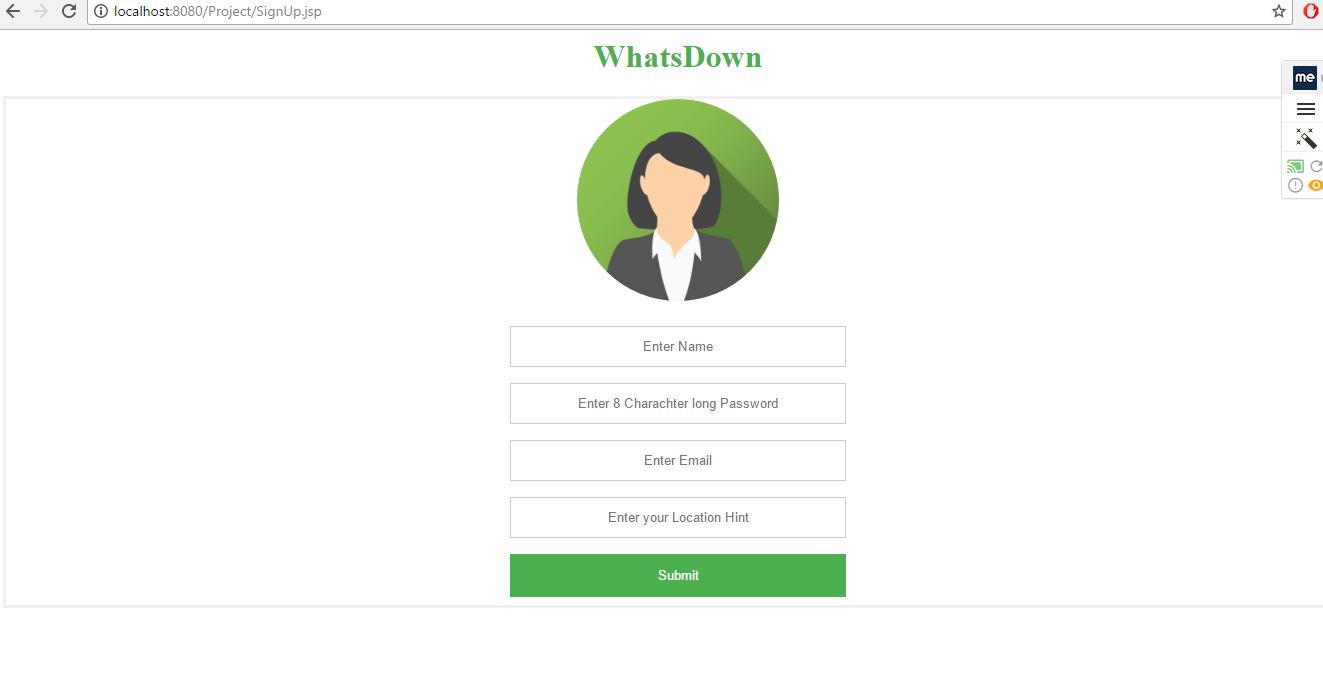 localhost:8080/Project/SignUp.jsp
WhatsDown
me
Enter Name
Enter 8 Charachter long Password
Enter Email
Enter your Location Hint
Submit